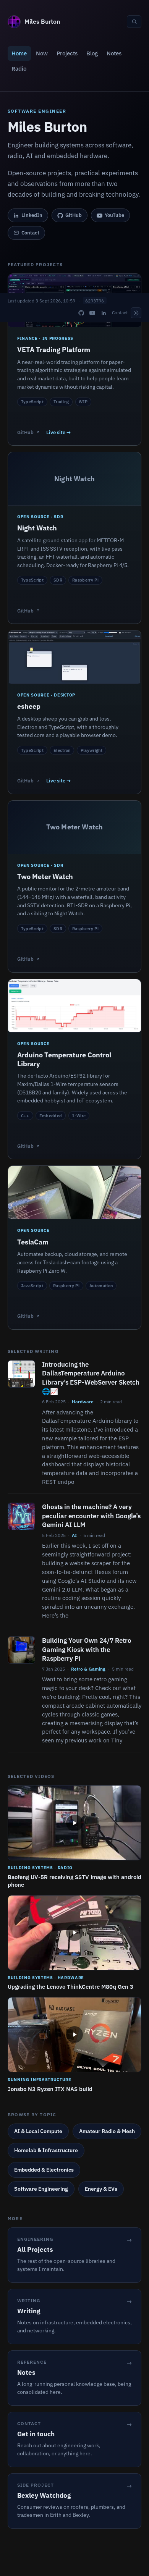 Miles Burton
Home Now Projects Blog Notes
Radio
SOFTWARE ENGINEER
Miles Burton
Engineer building systems across software,
radio, AI and embedded hardware.
Open-source projects, practical experiments
and observations from more than two
decades of building and breaking technology.
LinkedIn GitHub YouTube
Contact
FEATURED PROJECTS
GitHub Contact
FINANCE · IN PROGRESS
VETA Trading Platform
A near-real-world trading platform for paper-
trading algorithmic strategies against real
market data, built to help people learn how
markets execute without risking capital.
TypeScript Trading WIP
GitHub ↗ Live site →
Night Watch
OPEN SOURCE · SDR
Night Watch
A satellite ground station app for METEOR-M
LRPT and ISS SSTV reception, with live pass
tracking, an FFT waterfall, and automatic
scheduling. Docker-ready for Raspberry Pi 4/5.
TypeScript SDR Raspberry Pi
GitHub ↗
OPEN SOURCE · DESKTOP
esheep
A desktop sheep you can grab and toss.
Electron and TypeScript, with a thoroughly
tested core and a playable browser demo.
TypeScript Electron Playwright
GitHub ↗ Live site →
Two Meter Watch
OPEN SOURCE · SDR
Two Meter Watch
A public monitor for the 2-metre amateur band
(144–146 MHz) with a waterfall, band activity
and SSTV detection. RTL-SDR on a Raspberry Pi,
and a sibling to Night Watch.
TypeScript SDR Raspberry Pi
GitHub ↗
OPEN SOURCE
Arduino Temperature Control
Library
The de-facto Arduino/ESP32 library for
Maxim/Dallas 1-Wire temperature sensors
(DS18B20 and family). Widely used across the
embedded hobbyist and IoT ecosystem.
C++ Embedded 1-Wire
GitHub ↗
OPEN SOURCE
TeslaCam
Automates backup, cloud storage, and remote
access for Tesla dash-cam footage using a
Raspberry Pi Zero W.
JavaScript Raspberry Pi Automation
GitHub ↗
SELECTED WRITING
Introducing the
DallasTemperature Arduino
Library's ESP-WebServer Sketch
🌐📈
6 Feb 2025 Hardware 2 min read
After advancing the
DallasTemperature Arduino library to
its latest milestone, I've introduced a
new example tailored for the ESP
platform. This enhancement features
a straightforward web-accessible
dashboard that displays historical
temperature data and incorporates a
REST endpo
Ghosts in the machine? A very
peculiar encounter with Google's
Gemini AI LLM
5 Feb 2025 AI 5 min read
Earlier this week, I set off on a
seemingly straightforward project:
building a website scraper for the
soon-to-be-defunct Hexus forum
using Google's AI Studio and its new
Gemini 2.0 LLM. What began as a
routine coding session quickly
spiraled into an uncanny exchange.
Here's the
Building Your Own 24/7 Retro
Gaming Kiosk with the
Raspberry Pi
7 Jan 2025 Retro & Gaming 5 min read
Want to bring some retro gaming
magic to your desk? Check out what
we'll be building: Pretty cool, right? This
compact arcade cabinet automatically
cycles through classic games,
creating a mesmerising display that's
perfect for any workspace. If you've
seen my previous work on Tiny
SELECTED VIDEOS
BUILDING SYSTEMS · RADIO
Baofeng UV-5R receiving SSTV Image with android
phone
BUILDING SYSTEMS · HARDWARE
Upgrading the Lenovo ThinkCentre M80q Gen 3
RYZEN
RUNNING INFRASTRUCTURE
Jonsbo N3 Ryzen ITX NAS build
BROWSE BY TOPIC
AI & Local Compute Amateur Radio & Mesh
Homelab & Infrastructure
Embedded & Electronics
Software Engineering Energy & EVs
MORE
ENGINEERING →
All Projects
The rest of the open-source libraries and
systems I maintain.
WRITING →
Writing
Notes on infrastructure, embedded electronics,
and networking.
REFERENCE →
Notes
A long-running personal knowledge base, being
consolidated here.
CONTACT →
Get in touch
Reach out about engineering work,
collaboration, or anything here.
SIDE PROJECT →
Bexley Watchdog
Consumer reviews on roofers, plumbers, and
tradesmen in Erith and Bexley.